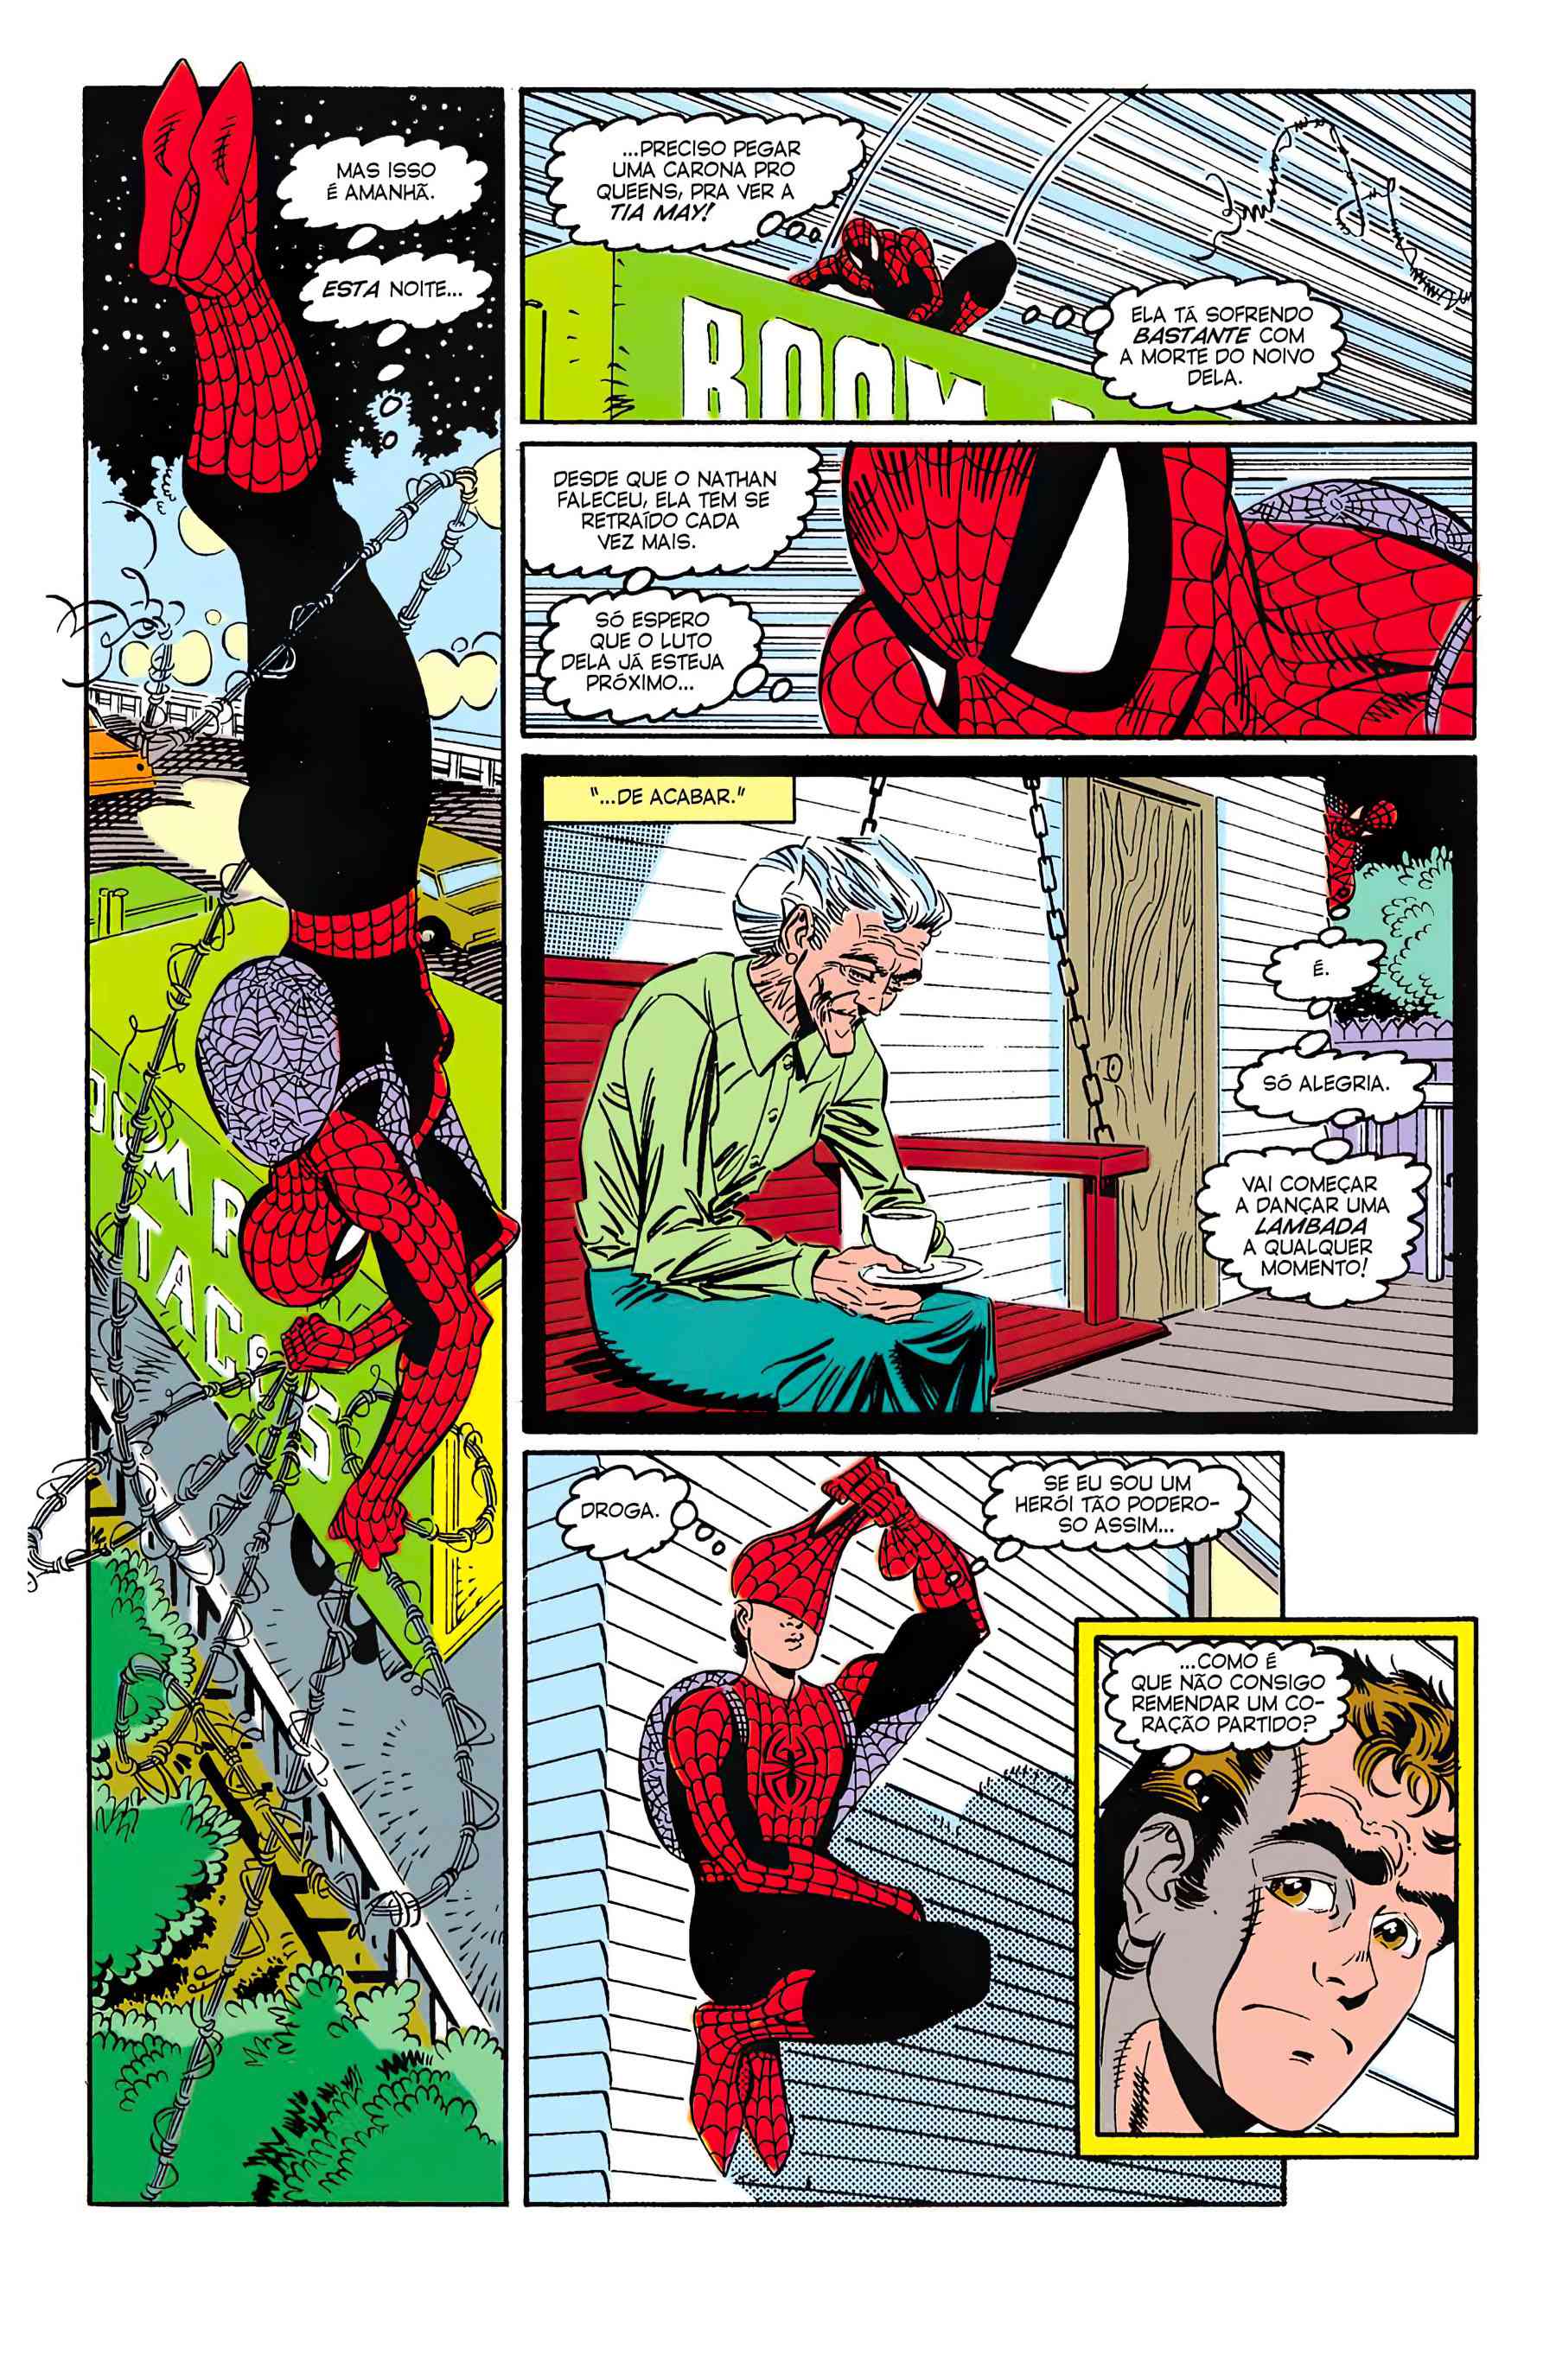 MAS ISSO
É AMANHÃ.
ESTA NOITE...
...PRECISO PEGAR
UMA CARONA PRO
QUEENS, PRA VER A
TIA MAY!
ELA TÁ SOFRENDO
BASTANTE COM
A MORTE DO NOIVO
DELA.
BOOM
DESDE QUE O NATHAN
FALECEU, ELA TEM SE
RETRAÍDO CADA
VEZ MAIS.
SÓ ESPERO
QUE O LUTO
DELA JÁ ESTEJA
PRÓXIMO...
"...DE ACABAR."
É.
SÓ ALEGRIA.
VAI COMEÇAR
A DANÇAR UMA
LAMBADA
A QUALQUER
MOMENTO!
OUM P
TACOS
DROGA.
SE EU SOU UM
HERÓI TÃO PODERO-
SO ASSIM...
...COMO É
QUE NÃO CONSIGO
REMENDAR UM CO-
RAÇÃO PARTIDO?